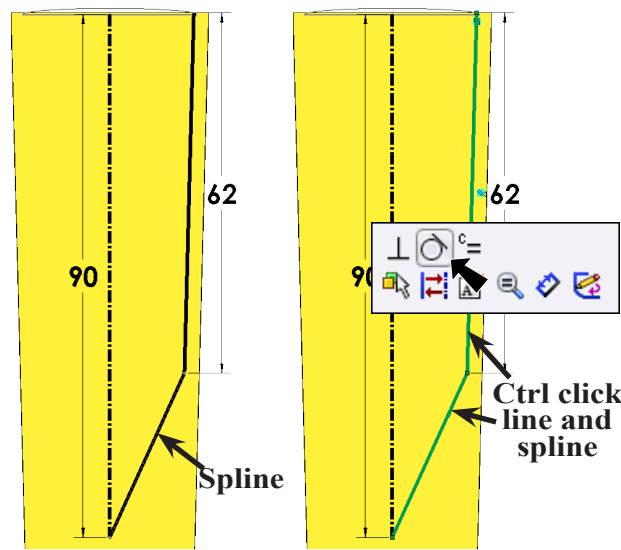 62
90
Spline
62
90
C =
A
Ctrl click
line and
spline